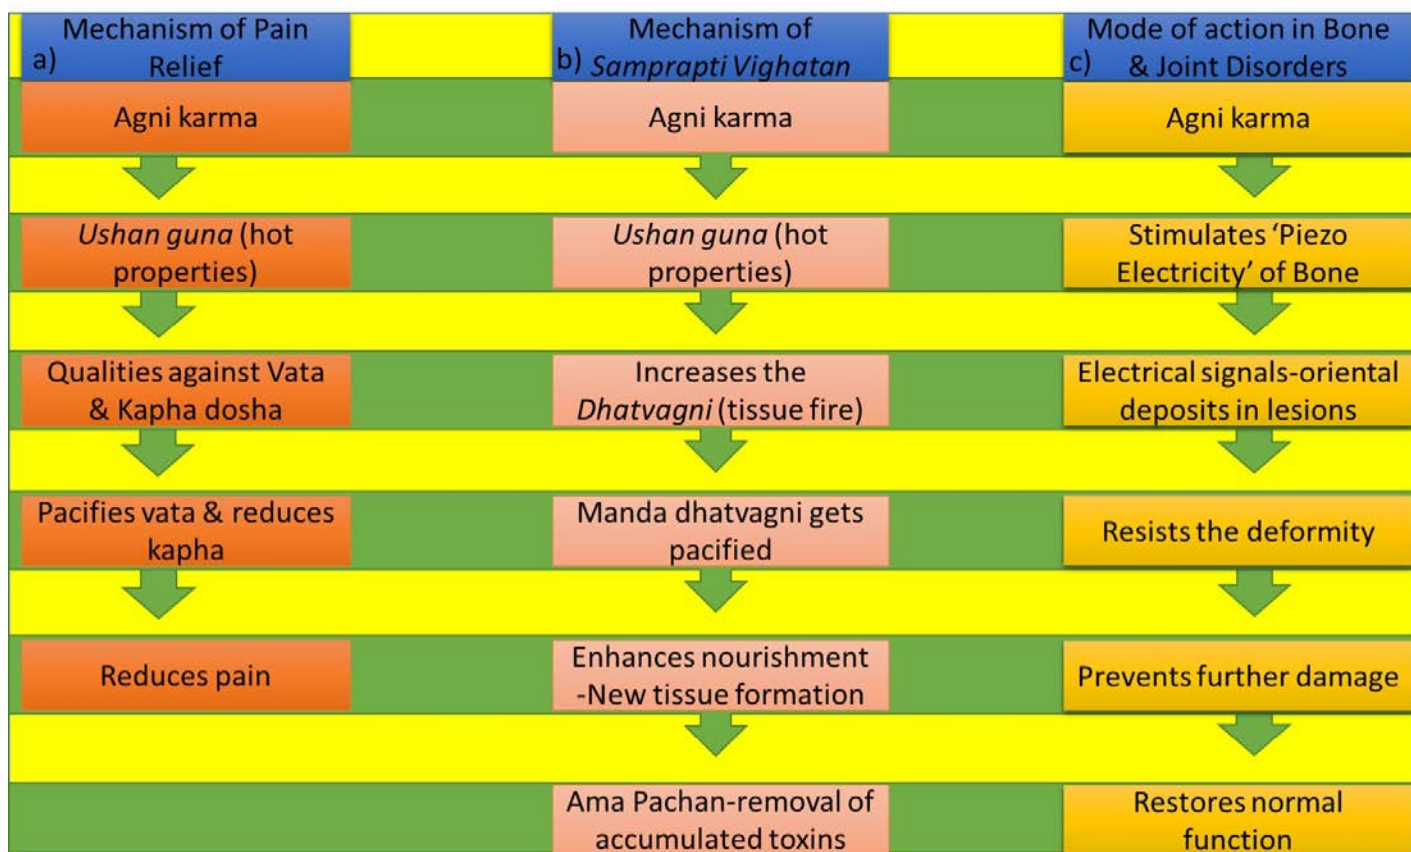 Mechanism of Pain
a) Relief
Agni karma
Ushan guna (hot
properties)
Qualities against Vata
& Kapha dosha
Pacifies vata & reduces
kapha
Reduces pain
Mechanism of
b) Samprapti Vighatan
Agni karma
Ushan guna (hot
properties)
Increases the
Dhatvagni (tissue fire)
Manda dhatvagni gets
pacified
Enhances nourishment
-New tissue formation
Ama Pachan-removal of
accumulated toxins
Mode of action in Bone
c) & Joint Disorders
Agni karma
Stimulates ‘Piezo
Electricity’ of Bone
Electrical signals-oriental
deposits in lesions
Resists the deformity
Prevents further damage
Restores normal
function